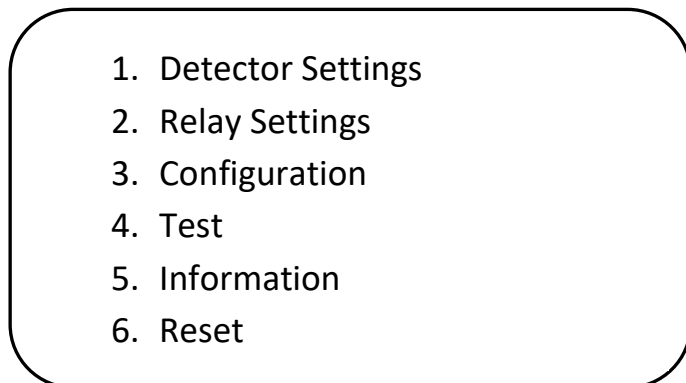 1. Detector Settings
2. Relay Settings
3. Configuration
4. Test
5. Information
6. Reset